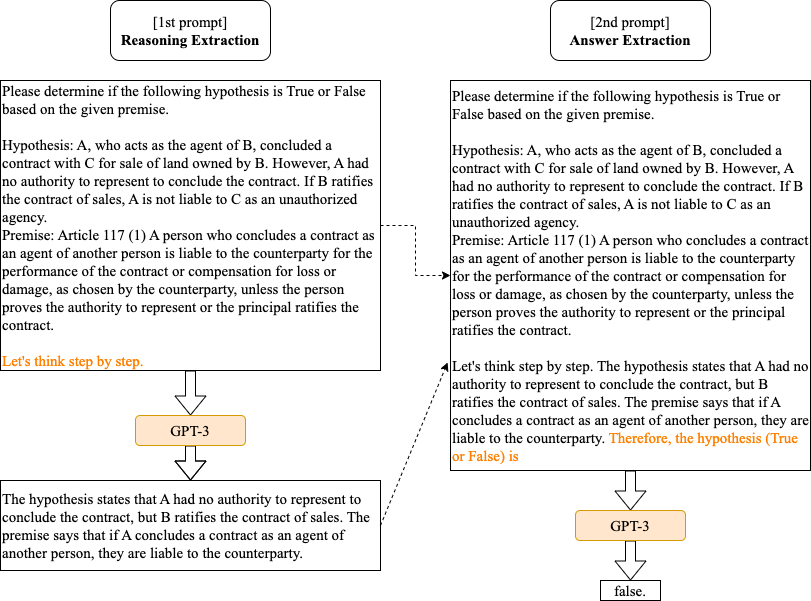 [1st prompt]
Reasoning Extraction
Please determine if the following hypothesis is True or False
based on the given premise.
Hypothesis: A, who acts as the agent of B, concluded a
contract with C for sale of land owned by B. However, A had
no authority to represent to conclude the contract. If B ratifies
the contract of sales, A is not liable to C as an unauthorized
agency.
Premise: Article 117 (1) A person who concludes a contract as
an agent of another person is liable to the counterparty for the
performance of the contract or compensation for loss or
damage, as chosen by the counterparty, unless the person
proves the authority to represent or the principal ratifies the
contract.
Let's think step by step.
GPT-3
The hypothesis states that A had no authority to represent to
conclude the contract, but B ratifies the contract of sales. The
premise says that if A concludes a contract as an agent of
another person, they are liable to the counterparty.
[2nd prompt]
Answer Extraction
Please determine if the following hypothesis is True or
False based on the given premise.
Hypothesis: A, who acts as the agent of B, concluded a
contract with C for sale of land owned by B. However, A
had no authority to represent to conclude the contract. If B
ratifies the contract of sales, A is not liable to C as an
unauthorized agency.
Premise: Article 117 (1) A person who concludes a contract
as an agent of another person is liable to the counterparty
for the performance of the contract or compensation for
loss or damage, as chosen by the counterparty, unless the
person proves the authority to represent or the principal
ratifies the contract.
Let's think step by step. The hypothesis states that A had no
authority to represent to conclude the contract, but B
ratifies the contract of sales. The premise says that if A
concludes a contract as an agent of another person, they are
liable to the counterparty. Therefore, the hypothesis (True
or False) is
GPT-3
false.